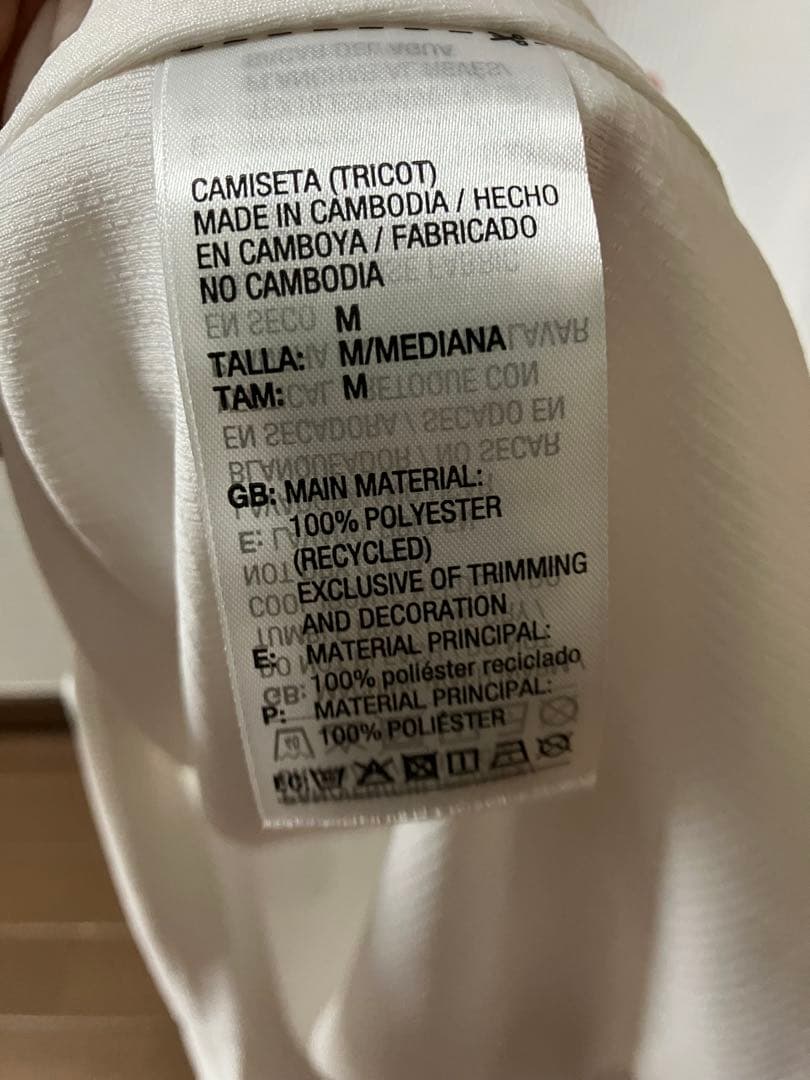 CAMISETA (TRICOT)
MADE IN CAMBODIA / HECHO
EN CAMBOYA / FABRICADO
NO CAMBODIA
M
TALLA: M/MEDIANA
TAM: M
GB: MAIN MATERIAL:
100% POLYESTER
(RECYCLED)
EXCLUSIVE OF TRIMMING
AND DECORATION
E: MATERIAL PRINCIPAL:
100% poliéster reciclado
P: MATERIAL PRINCIPAL:
100% POLIÉSTER